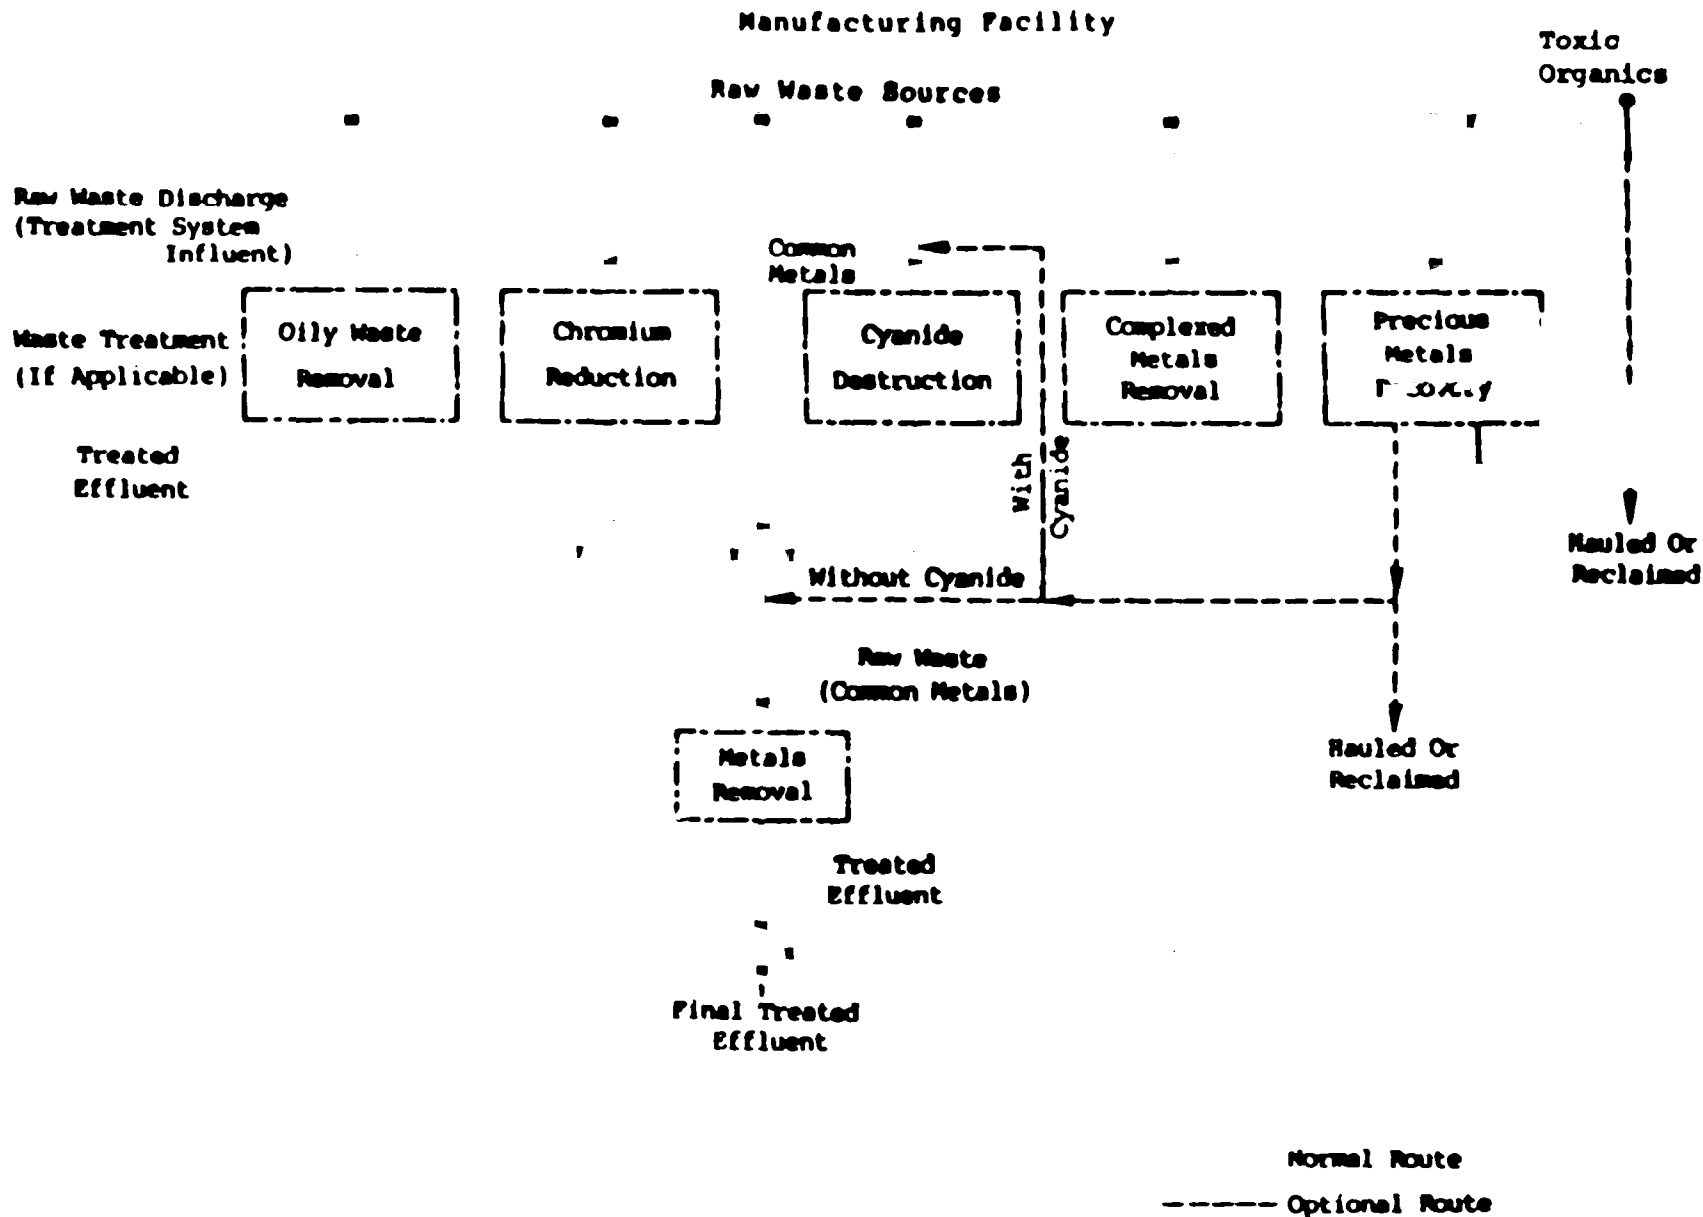 Manufacturing Facility
Toxic
Organics
Raw Waste Sources
Raw Waste Discharge
(Treatment System
Influent)
Common
Metals
Waste Treatment
(If Applicable)
Oily Waste
Removal
Chromium
Reduction
Cyanide
Destruction
Complexed
Metals
Removal
Precious
Metals
Treated
Effluent
With
Cyanide
Hauled Or
Reclaimed
Without Cyanide
Raw Waste
(Common Metals)
Metals
Removal
Hauled Or
Reclaimed
Treated
Effluent
Final Treated
Effluent
Normal Route
Optional Route